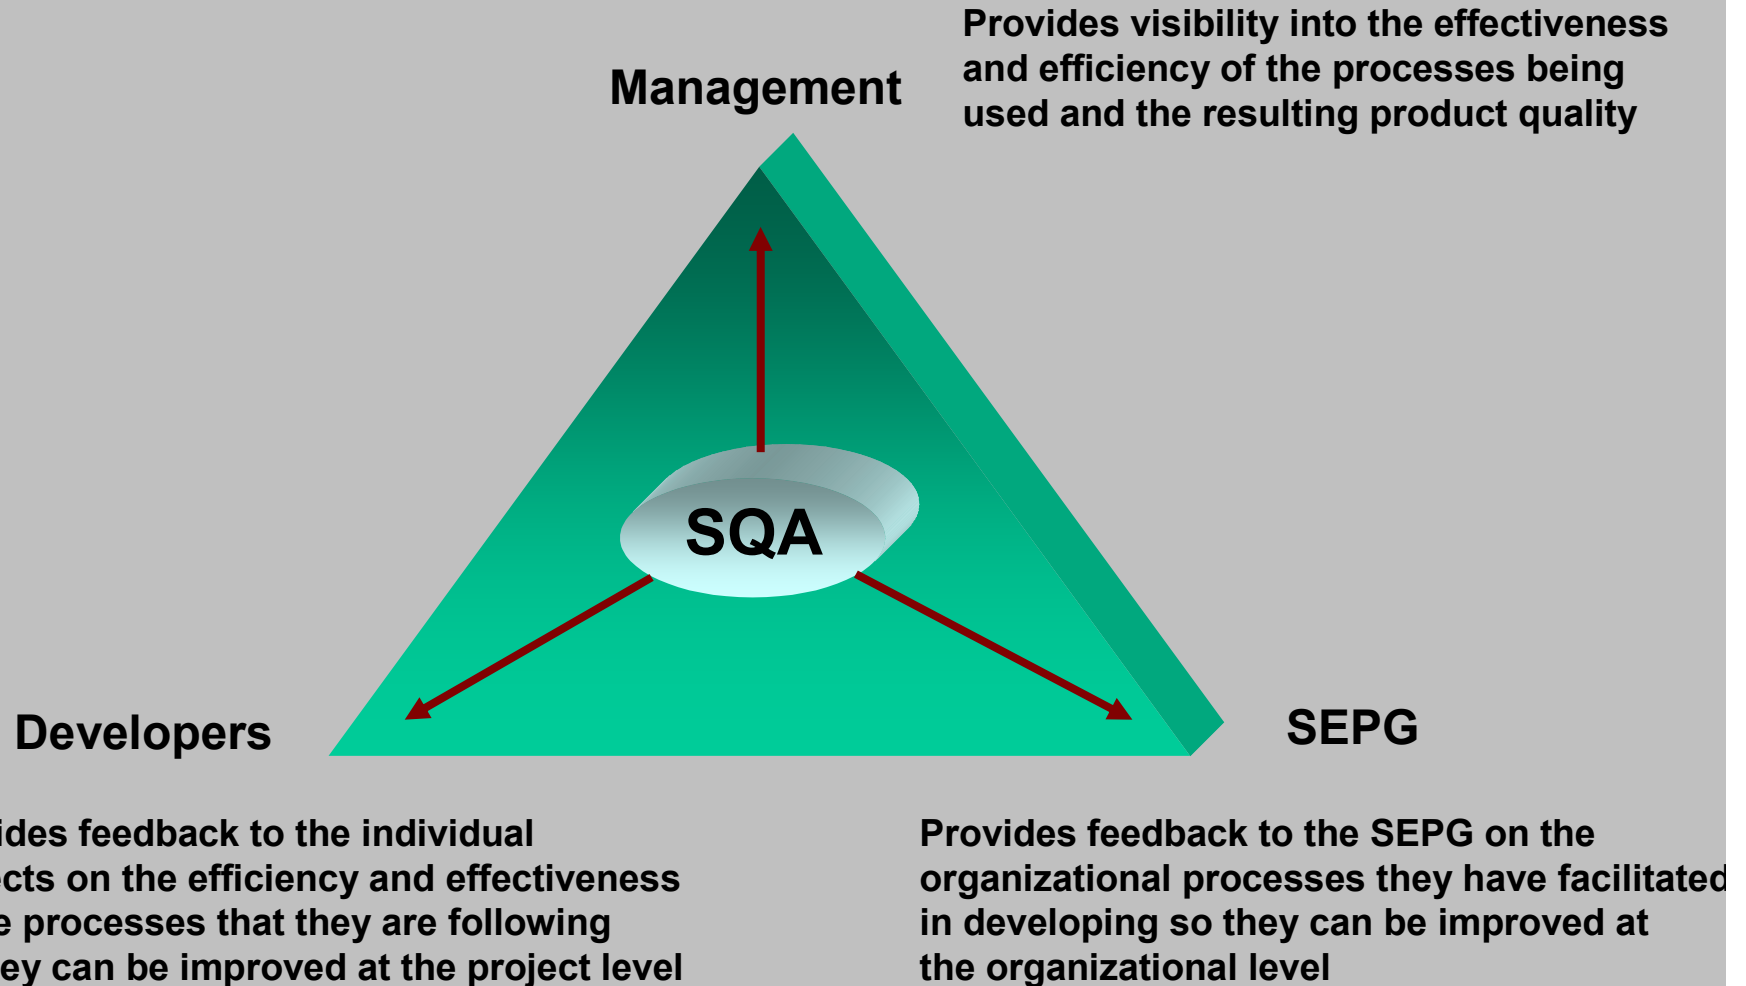 Provides visibility into the effectiveness
and efficiency of the processes being
used and the resulting product quality
Management
SQA
Developers
SEPG
feedback to the individual
on the efficiency and effectiveness
processes that they are following
can be improved at the project level
Provides feedback to the SEPG on the
organizational processes they have facilitated
in developing so they can be improved at
the organizational level